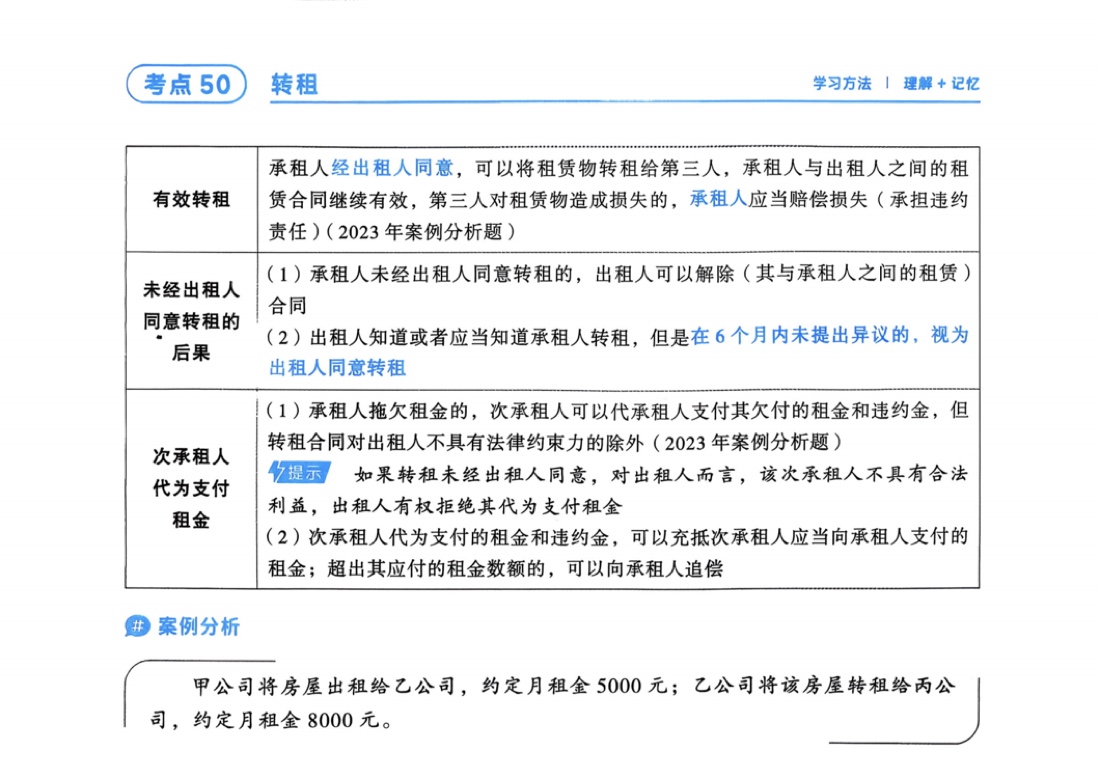 考点 50 转租 学习方法 | 理解 + 记忆
有效转租
承租人经出租人同意，可以将租赁物转租给第三人，承租人与出租人之间的租
赁合同继续有效，第三人对租赁物造成损失的，承租人应当赔偿损失（承担违约
责任）（2023 年案例分析题）
未经出租人
同意转租的
后果
（1）承租人未经出租人同意转租的，出租人可以解除（其与承租人之间的租赁）
合同
（2）出租人知道或者应当知道承租人转租，但是在 6 个月内未提出异议的，视为
出租人同意转租
次承租人
代为支付
租金
（1）承租人拖欠租金的，次承租人可以代承租人支付其欠付的租金和违约金，但
转租合同对出租人不具有法律约束力的除外（2023 年案例分析题）
提示 如果转租未经出租人同意，对出租人而言，该次承租人不具有合法
利益，出租人有权拒绝其代为支付租金
（2）次承租人代为支付的租金和违约金，可以充抵次承租人应当向承租人支付的
租金；超出其应付的租金数额的，可以向承租人追偿
# 案例分析
甲公司将房屋出租给乙公司，约定月租金 5000 元；乙公司将该房屋转租给丙公
司，约定月租金 8000 元。